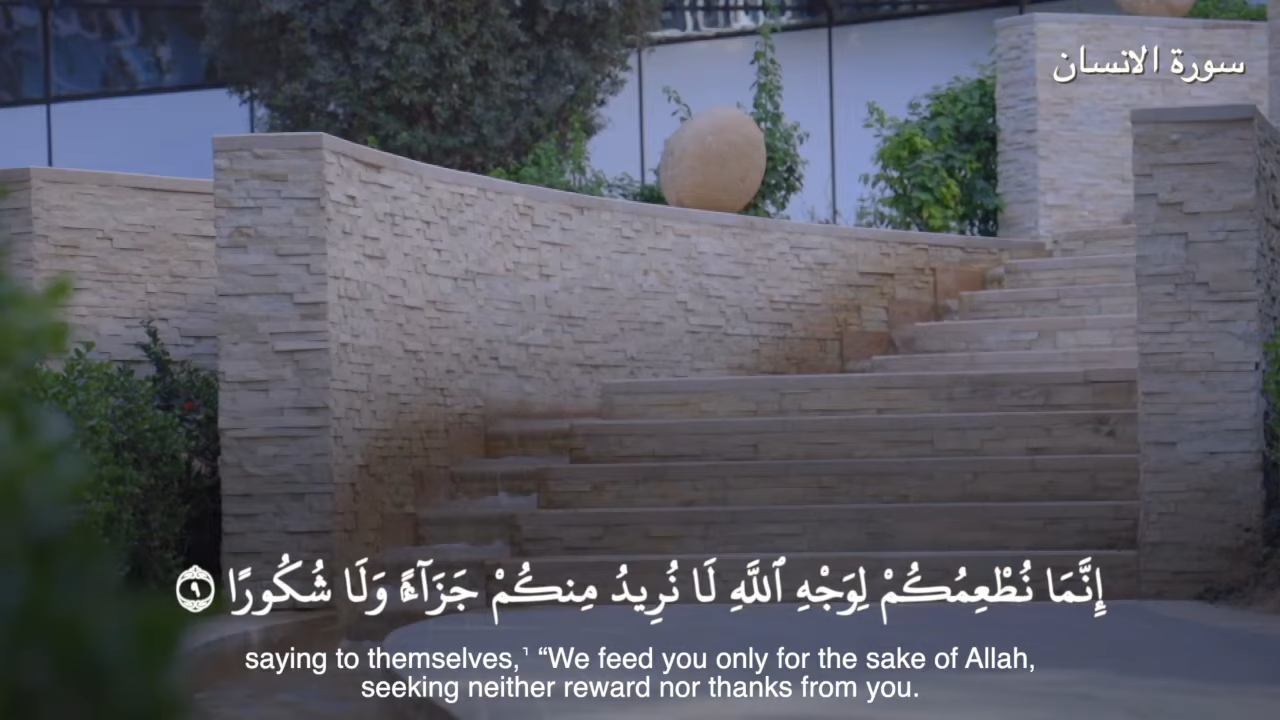 سورة الانسان
إِنَّمَا نُطْعِمُكُمْ لِوَجْهِ ٱللَّهِ لَا نُرِيدُ مِنكُمْ جَزَآءً وَلَا شُكُورًا ٩
saying to themselves,¹ “We feed you only for the sake of Allah,
seeking neither reward nor thanks from you.